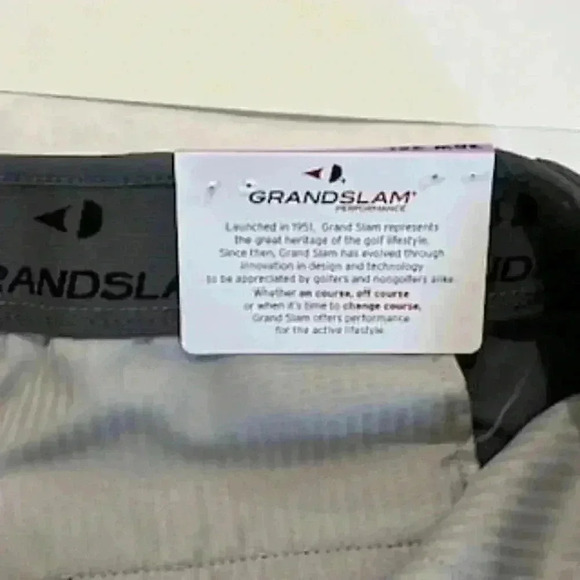 GRANDSLAM
PERFORMANCE
Launched in 1951, Grand Slam represents
the great heritage of the golf lifestyle.
Since then, Grand Slam has evolved through
innovation in design and technology
to be appreciated by golfers and nongolfers alike.
Whether on course, off course
or when it's time to change course,
Grand Slam offers performance
for the active lifestyle.
RANDSLA
ND